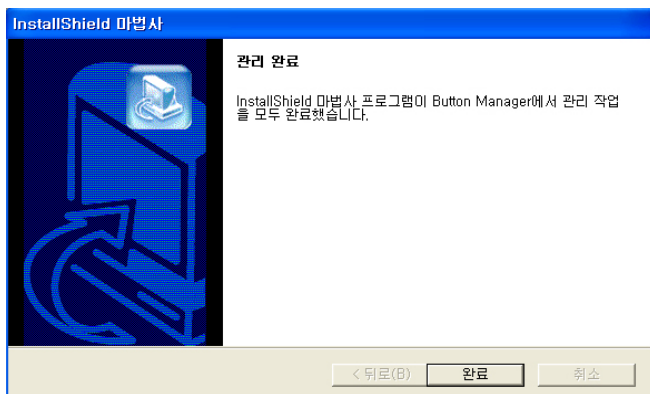 InstallShield 마법사
관리 완료
InstallShield 마법사 프로그램이 Button Manager에서 관리 작업
을 모두 완료했습니다.
< 뒤로(B)
완료
취소